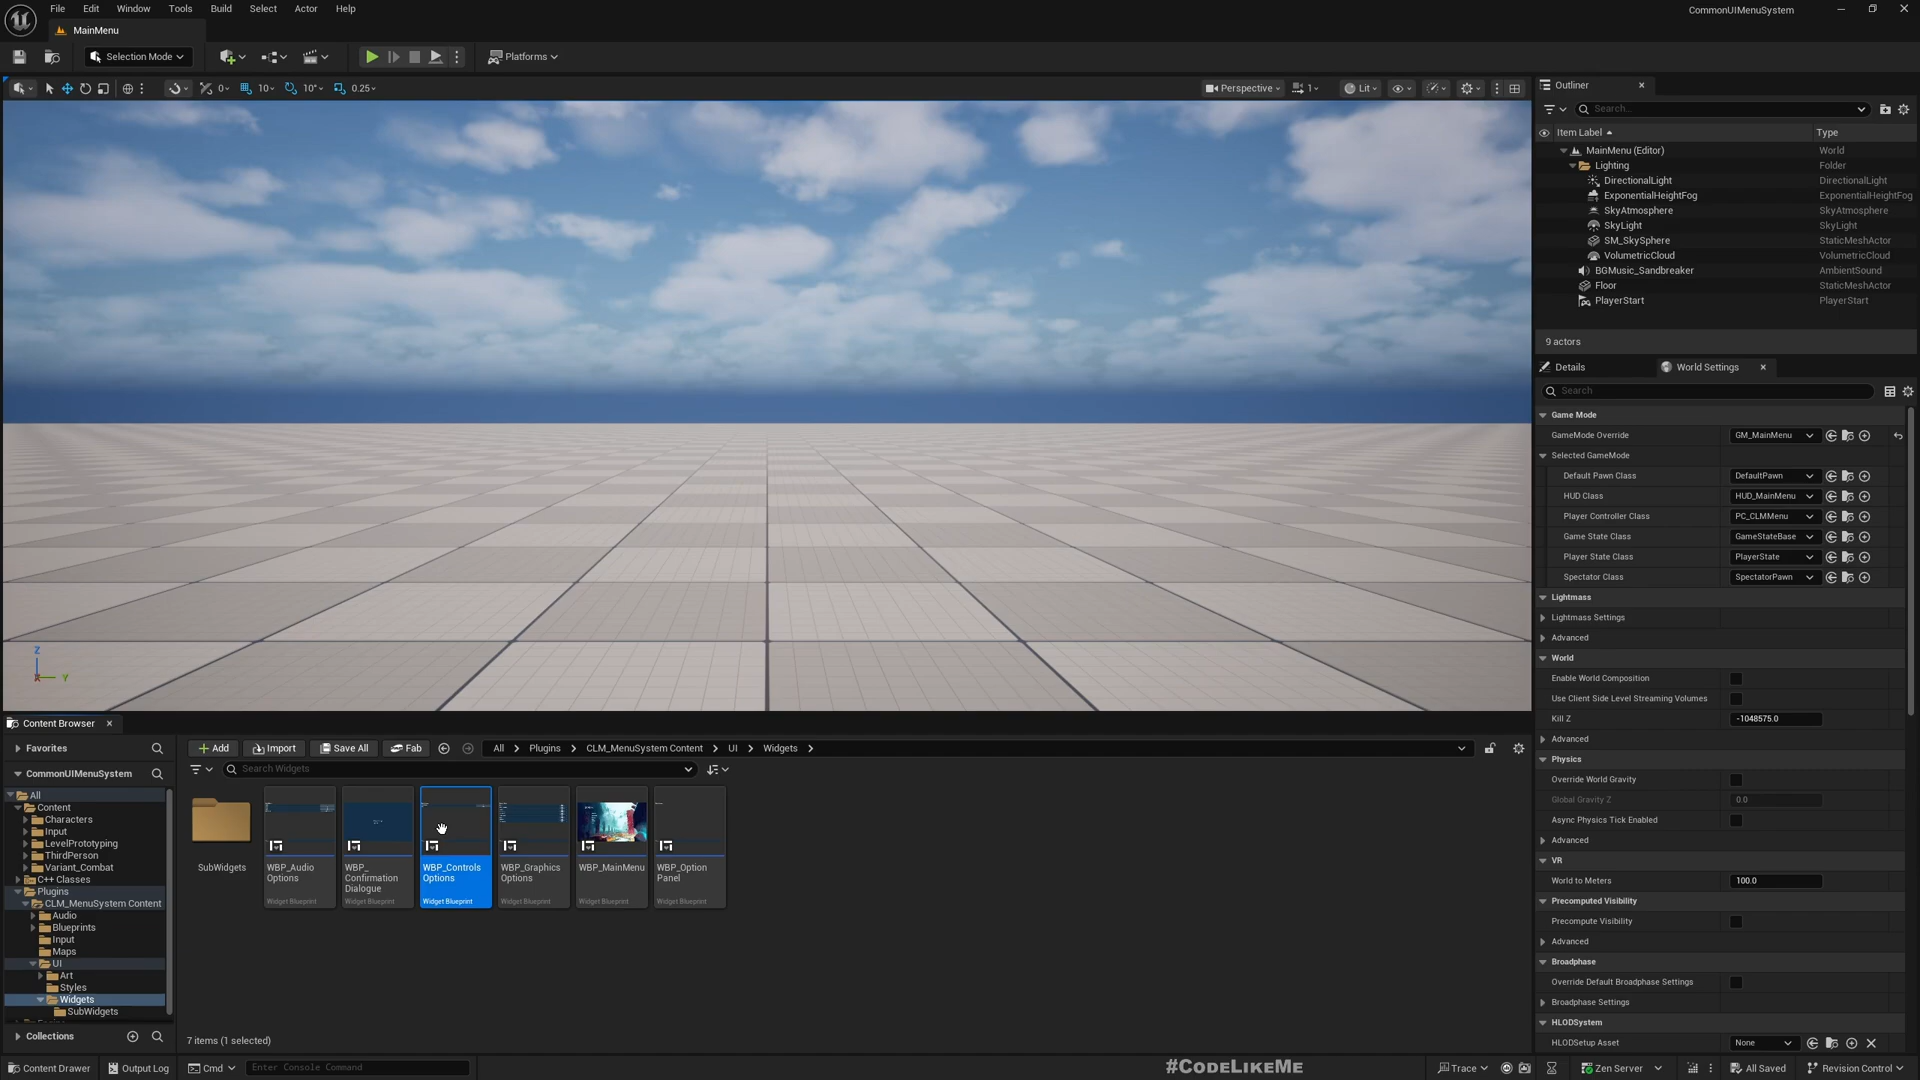 File Edit Window Tools Build Select Actor Help
CommonUIMenuSystem
MainMenu
Selection Mode
Platforms
0
10
10°
0.25
Perspective
1
Lit
Outliner
Search...
Item Label
Type
MainMenu (Editor) World
Lighting Folder
DirectionalLight DirectionalLight
ExponentialHeightFog ExponentialHeightFog
SkyAtmosphere SkyAtmosphere
SkyLight SkyLight
SM_SkySphere StaticMeshActor
VolumetricCloud VolumetricCloud
BGMusic_Sandbreaker AmbientSound
Floor StaticMeshActor
PlayerStart PlayerStart
9 actors
Details
World Settings
Search
Game Mode
GameMode Override GM_MainMenu
Selected GameMode
Default Pawn Class DefaultPawn
HUD Class HUD_MainMenu
Player Controller Class PC_CLMMenu
Game State Class GameStateBase
Player State Class PlayerState
Spectator Class SpectatorPawn
Lightmass
Lightmass Settings
Advanced
World
Enable World Composition
Use Client Side Level Streaming Volumes
Kill Z -1048575.0
Advanced
Physics
Override World Gravity
Global Gravity Z 0.0
Async Physics Tick Enabled
Advanced
VR
World to Meters 100.0
Precomputed Visibility
Precompute Visibility
Advanced
Broadphase
Override Default Broadphase Settings
Broadphase Settings
HLODSystem
HLODSetup Asset None
Z
Y
Content Browser
Favorites
CommonUIMenuSystem
All
Content
Characters
Input
LevelPrototyping
ThirdPerson
Variant_Combat
C++ Classes
Plugins
CLM_MenuSystem Content
Audio
Blueprints
Input
Maps
UI
Art
Styles
Widgets
SubWidgets
Collections
Add
Import
Save All
Fab
All
Plugins
CLM_MenuSystem Content
UI
Widgets
Search Widgets
SubWidgets
WBP_Audio
Options
Widget Blueprint
WBP_
Confirmation
Dialogue
Widget Blueprint
WBP_Controls
Options
Widget Blueprint
WBP_Graphics
Options
Widget Blueprint
WBP_MainMenu
Widget Blueprint
WBP_Option
Panel
Widget Blueprint
7 items (1 selected)
Content Drawer
Output Log
Cmd
Enter Console Command
#CodeLikeMe
Trace
Zen Server
All Saved
Revision Control